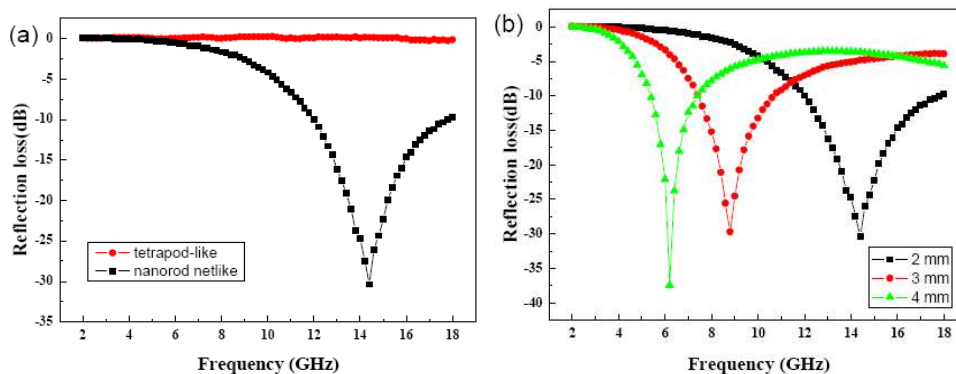 (a)
0
-5
-10
-15
-20
-25
-30
-35
Reflection loss(dB)
tetrapod-like
nanorod netlike
2 4 6 8 10 12 14 16 18
Frequency (GHz)
(b)
0
-5
-10
-15
-20
-25
-30
-35
-40
Reflection loss(dB)
2 mm
3 mm
4 mm
2 4 6 8 10 12 14 16 18
Frequency (GHz)